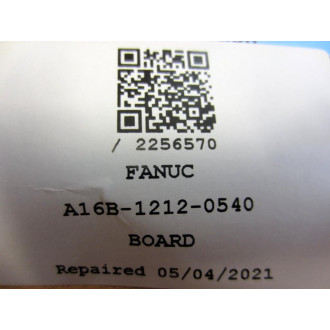 / 2256570
FANUC
A16B-1212-0540
BOARD
Repaired 05/04/2021